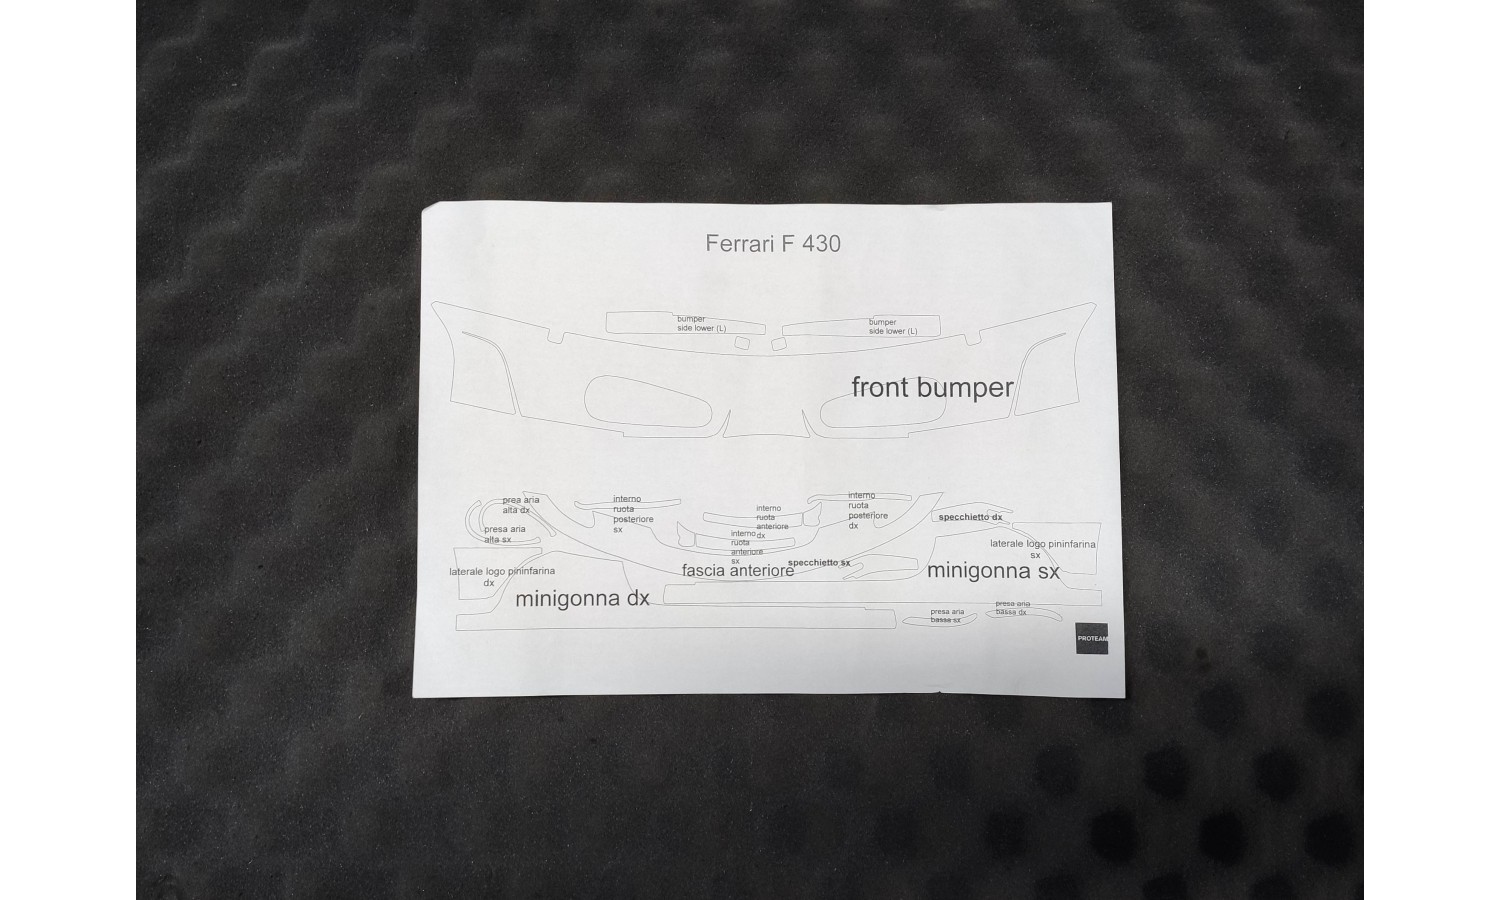 Ferrari F 430
bumper
side lower (L)
bumper
side lower (L)
front bumper
prea aria
alta dx
presa aria
alta sx
interno
ruota
posteriore
sx
interno
ruota
anteriore
dx
interno
ruota
anteriore
sx
interno
ruota
posteriore
dx
specchietto dx
laterale logo pininfarina
sx
laterale logo pininfarina
dx
fascia anteriore
specchietto sx
minigonna sx
minigonna dx
presa aria
bassa sx
presa aria
bassa dx
PROTEAM